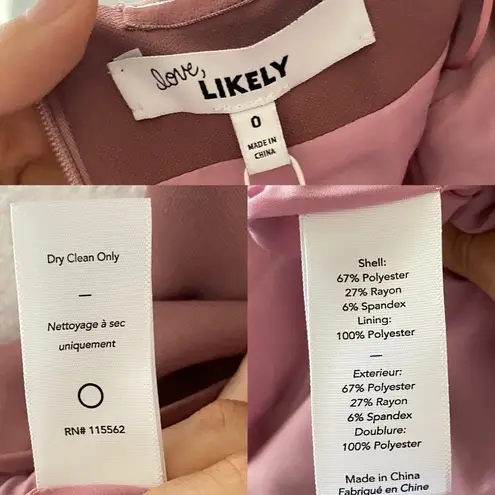 love,
LIKELY
0
MADE IN
CHINA
Dry Clean Only
—
Nettoyage à sec
uniquement
RN# 115562
Shell:
67% Polyester
27% Rayon
6% Spandex
Lining:
100% Polyester
—
Exterieur:
67% Polyester
27% Rayon
6% Spandex
Doublure:
100% Polyester
Made in China
Fabriqué en Chine